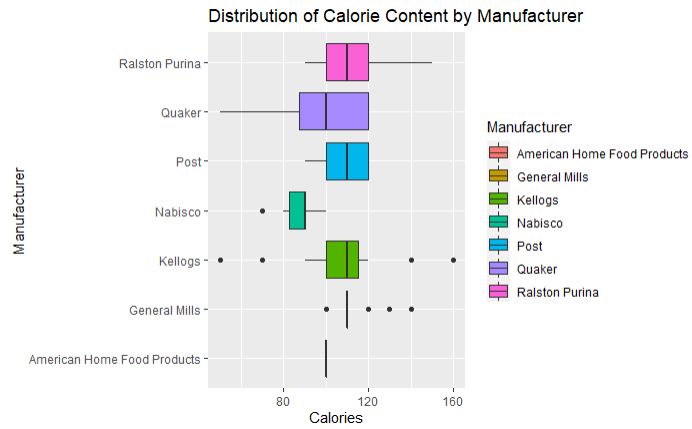 Distribution of Calorie Content by Manufacturer
Manufacturer
Ralston Purina
Quaker
Post
Nabisco
Kellogs
General Mills
American Home Food Products
80 120 160
Calories
Manufacturer
American Home Food Products
General Mills
Kellogs
Nabisco
Post
Quaker
Ralston Purina